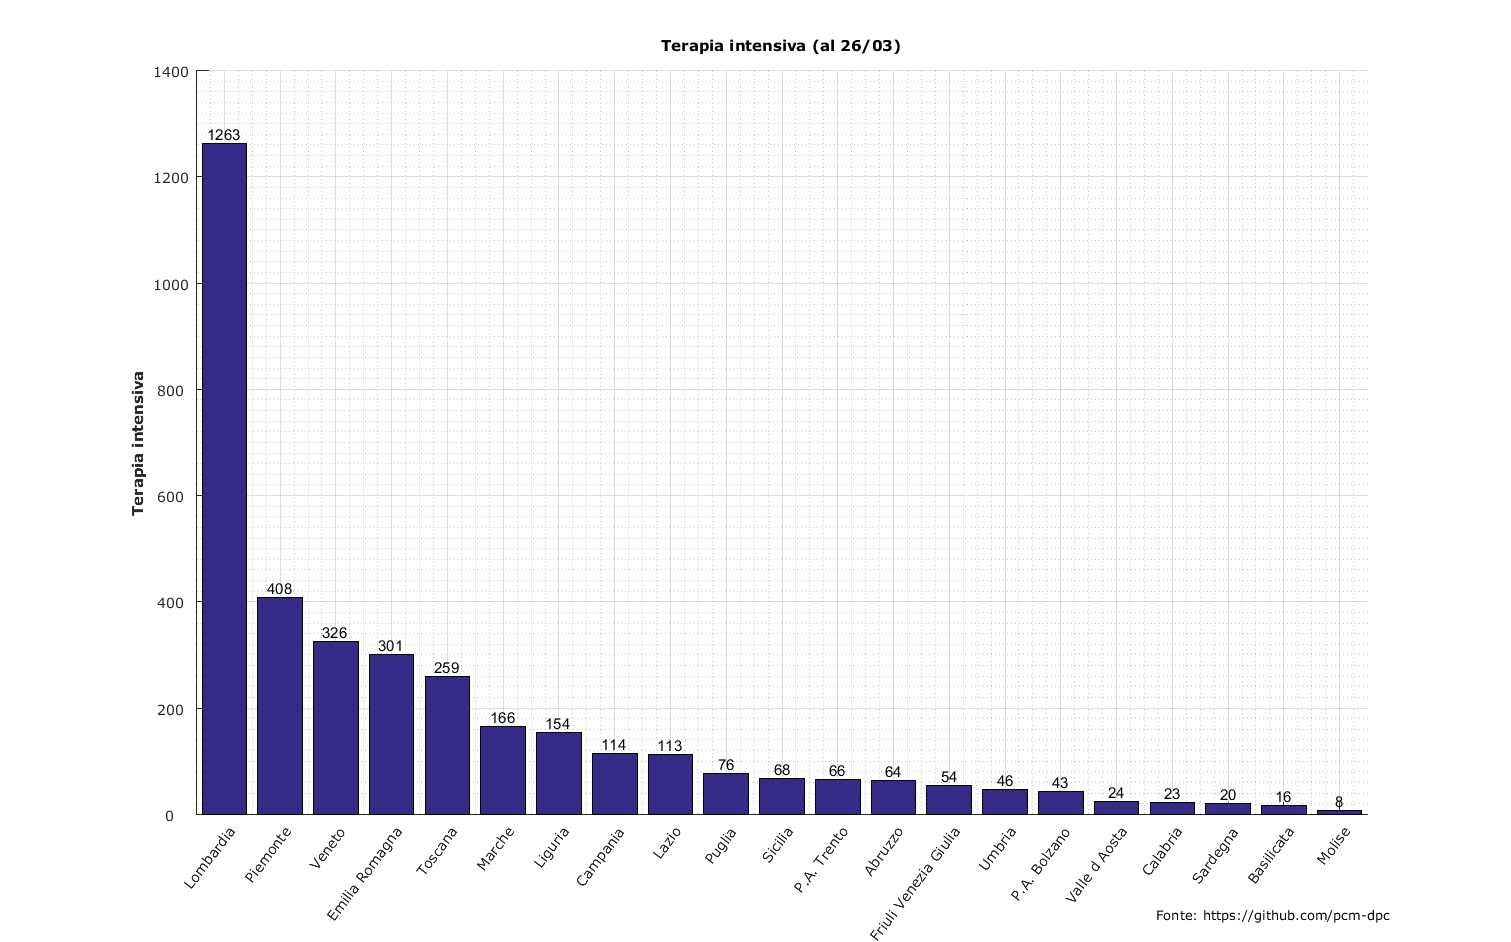 Terapia intensiva (al 26/03)
Terapia intensiva
1400
1200
1000
800
600
400
200
0
1263
408
326
301
259
166
154
114
113
76
68
66
64
54
46
43
24
23
20
16
8
Lombardia
Piemonte
Veneto
Emilia Romagna
Toscana
Marche
Liguria
Campania
Lazio
Puglia
Sicilia
P.A. Trento
Abruzzo
Friuli Venezia Giulia
Umbria
P.A. Bolzano
Valle d Aosta
Calabria
Sardegna
Basilicata
Molise
Fonte: https://github.com/pcm-dpc